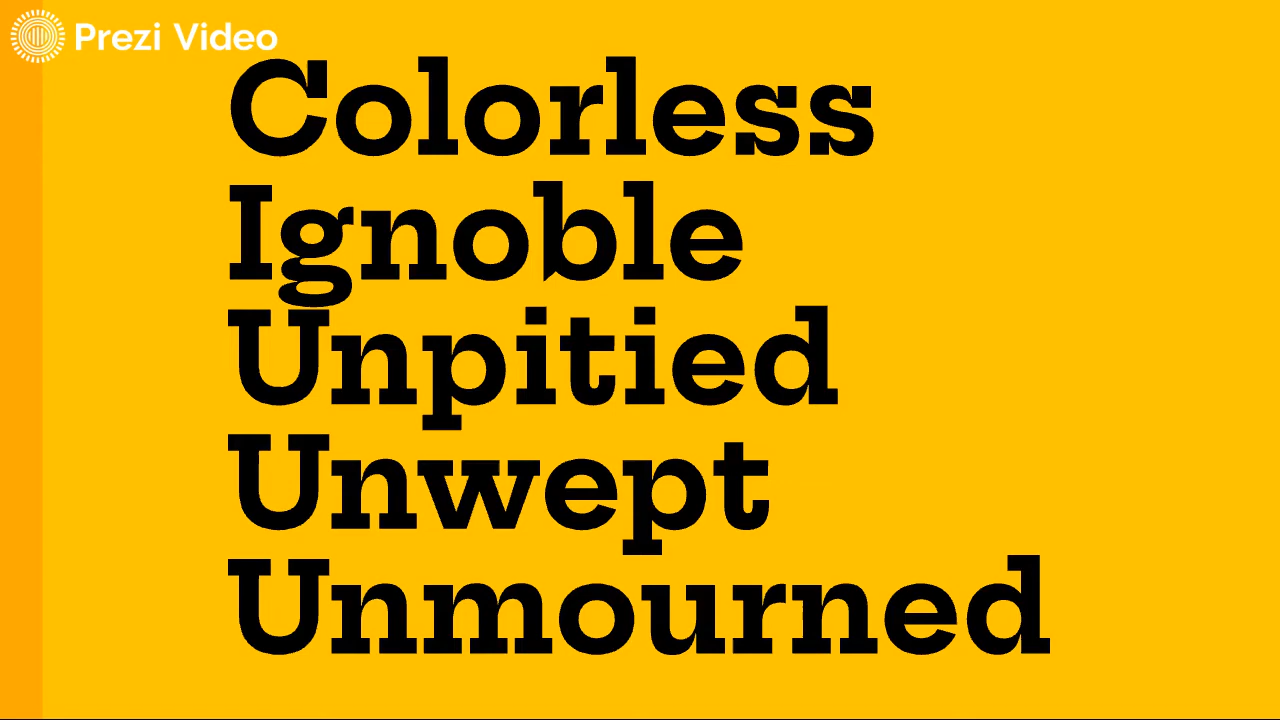 Prezi Video
Colorless
Ignoble
Unpitied
Unwept
Unmourned